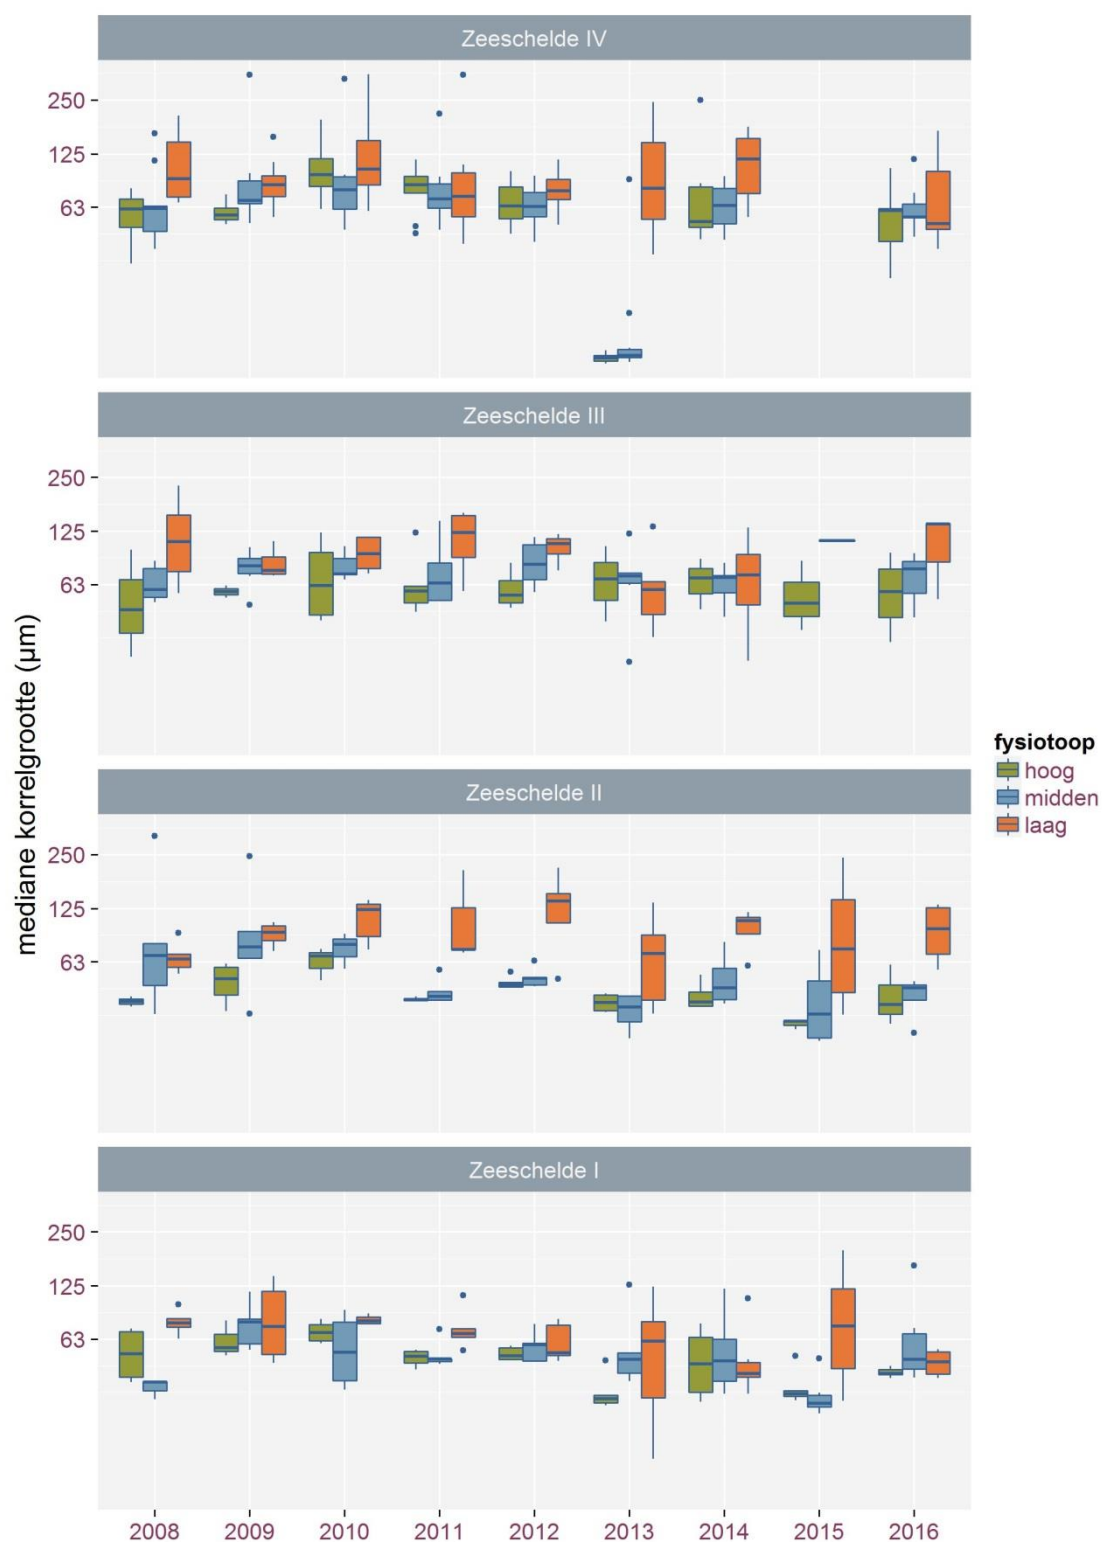 Zeeschelde IV
250
125
63
Zeeschelde III
250
125
63
mediane korrelgrootte (µm)
fysiotoop
hoog
midden
laag
Zeeschelde II
250
125
63
Zeeschelde I
250
125
63
2008 2009 2010 2011 2012 2013 2014 2015 2016